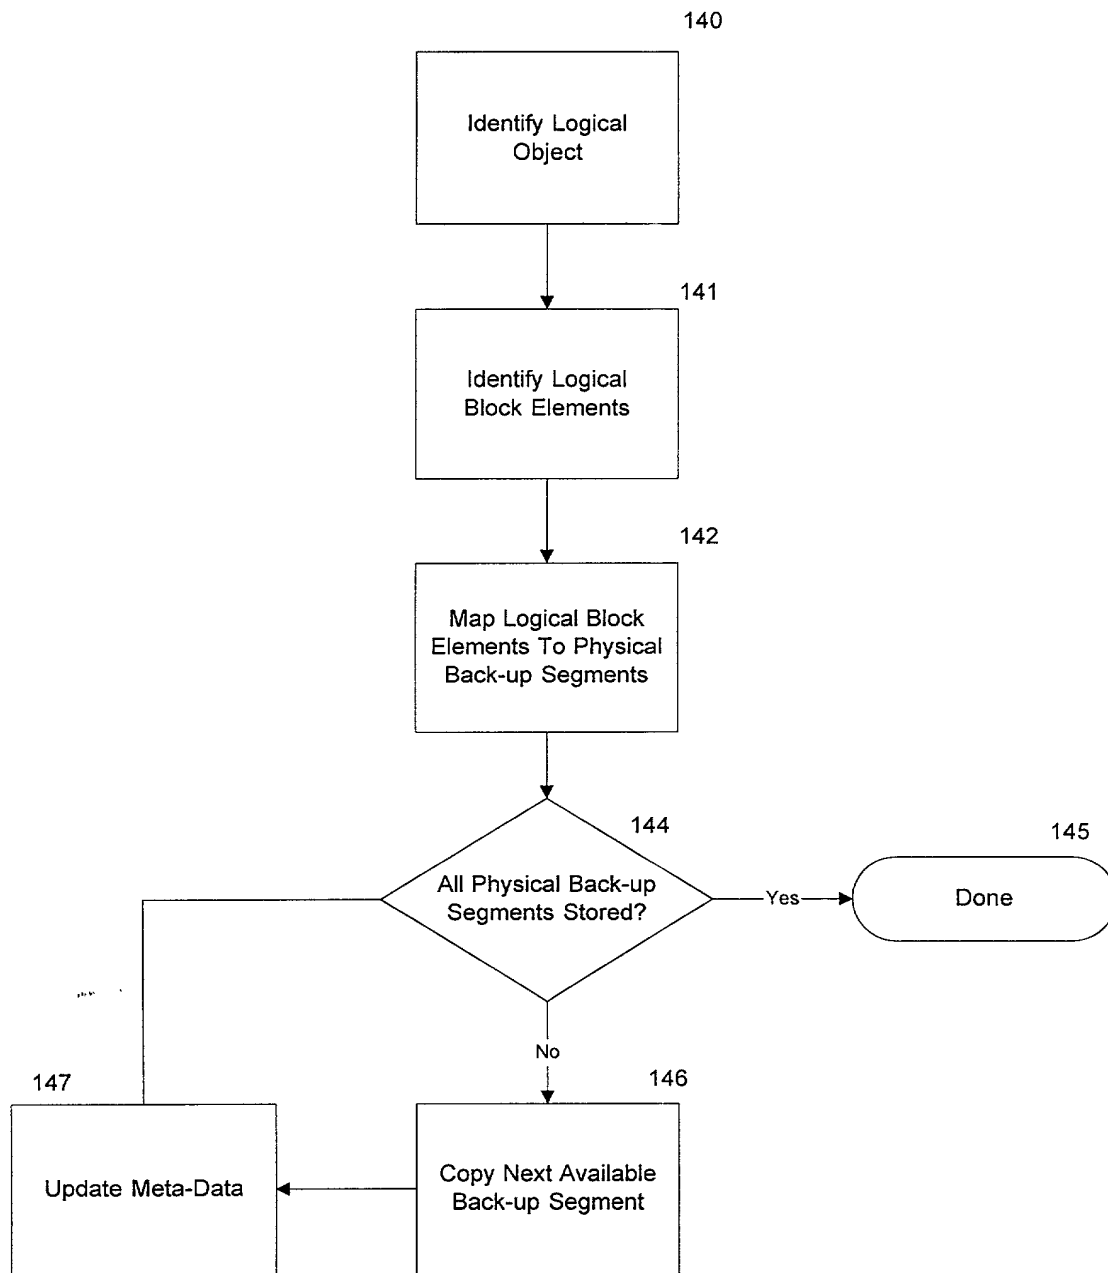 140
Identify Logical
Object
141
Identify Logical
Block Elements
142
Map Logical Block
Elements To Physical
Back-up Segments
144
All Physical Back-up
Segments Stored?
Yes
145
Done
No
146
Copy Next Available
Back-up Segment
147
Update Meta-Data